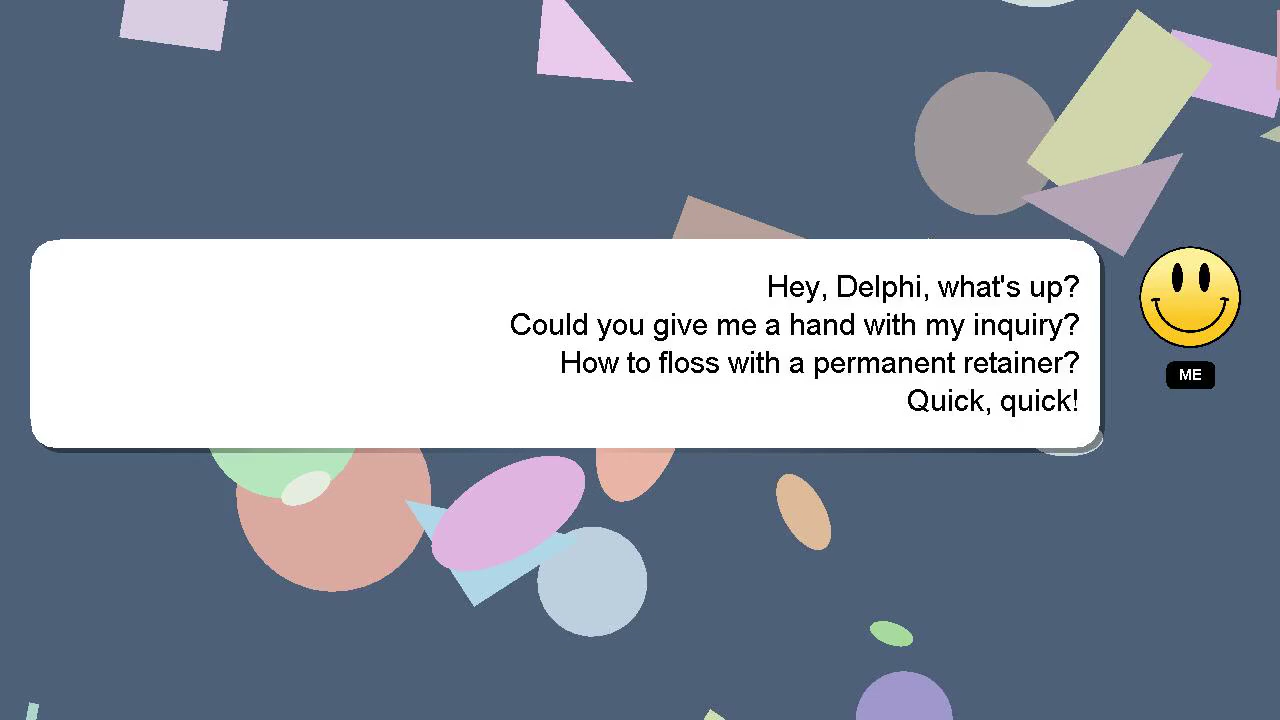 Hey, Delphi, what's up?
Could you give me a hand with my inquiry?
How to floss with a permanent retainer?
Quick, quick!
ME